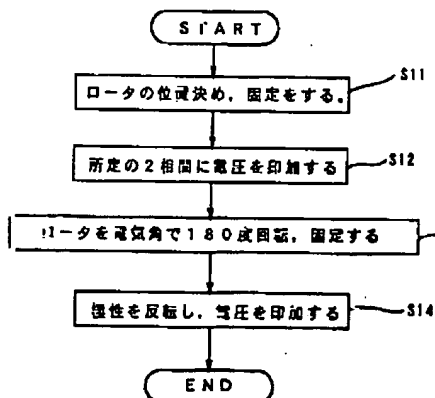 START
ロータの位置決め，固定をする。
S11
所定の2相間に電圧を印加する
S12
ロータを電気角で180度回転，固定する
極性を反転し，電圧を印加する
S14
END